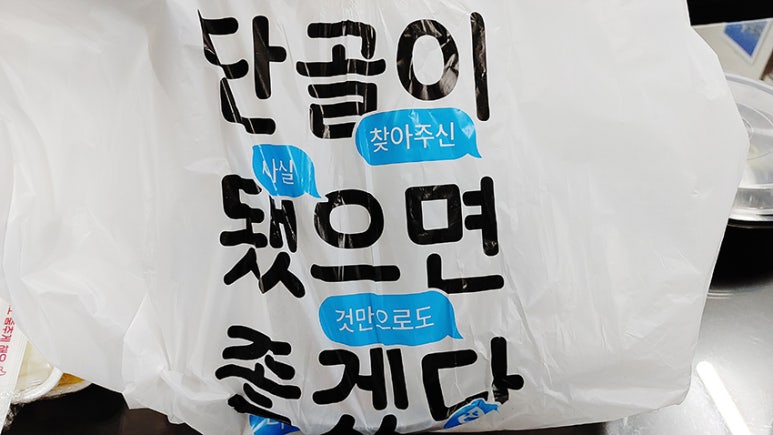 단골이
찾아주신
사실
됐으면
것만으로도
좋겠다